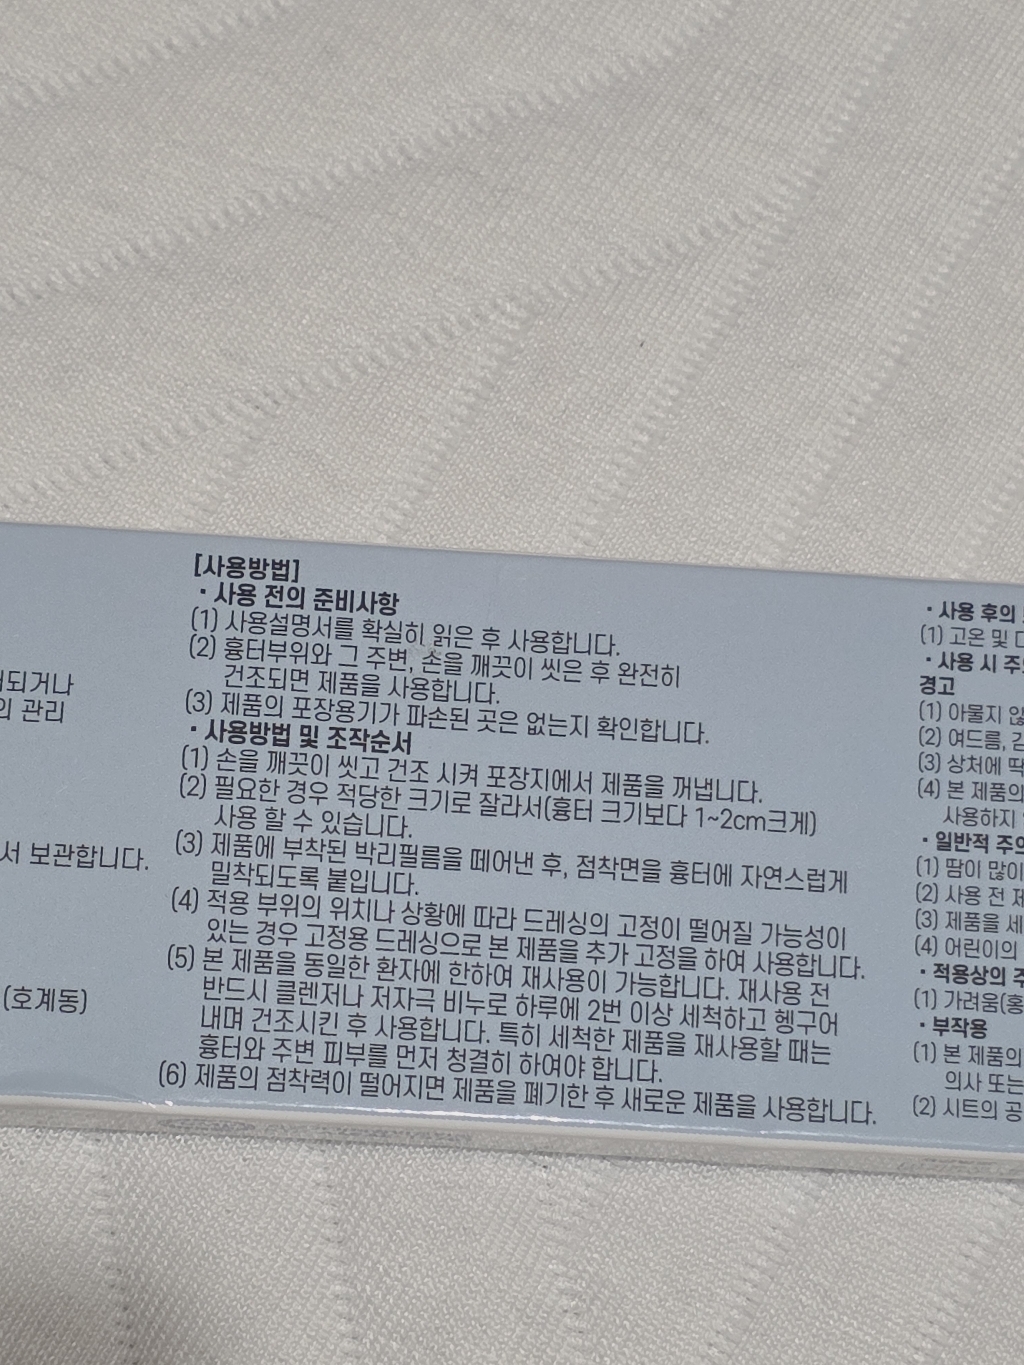 되거나
의 관리
서 보관합니다.
(호계동)
[사용방법]
· 사용 전의 준비사항
(1) 사용설명서를 확실히 읽은 후 사용합니다.
(2) 흉터부위와 그 주변, 손을 깨끗이 씻은 후 완전히
건조되면 제품을 사용합니다.
(3) 제품의 포장용기가 파손된 곳은 없는지 확인합니다.
· 사용방법 및 조작순서
(1) 손을 깨끗이 씻고 건조 시켜 포장지에서 제품을 꺼냅니다.
(2) 필요한 경우 적당한 크기로 잘라서(흉터 크기보다 1~2cm크게)
사용 할 수 있습니다.
(3) 제품에 부착된 박리필름을 떼어낸 후, 점착면을 흉터에 자연스럽게
밀착되도록 붙입니다.
(4) 적용 부위의 위치나 상황에 따라 드레싱의 고정이 떨어질 가능성이
있는 경우 고정용 드레싱으로 본 제품을 추가 고정을 하여 사용합니다.
(5) 본 제품을 동일한 환자에 한하여 재사용이 가능합니다. 재사용 전
반드시 클렌저나 저자극 비누로 하루에 2번 이상 세척하고 헹구어
내며 건조시킨 후 사용합니다. 특히 세척한 제품을 재사용할 때는
흉터와 주변 피부를 먼저 청결히 하여야 합니다.
(6) 제품의 점착력이 떨어지면 제품을 폐기한 후 새로운 제품을 사용합니다.
· 사용 후의
(1) 고온 및
· 사용 시 주
경고
(1) 아물지 않
(2) 여드름,
(3) 상처에 딱
(4) 본 제품의
사용하지
· 일반적 주의
(1) 땀이 많이
(2) 사용 전 제
(3) 제품을 세
(4) 어린이의
· 적용상의 주
(1) 가려움(홍
· 부작용
(1) 본 제품의
의사 또는
(2) 시트의 공